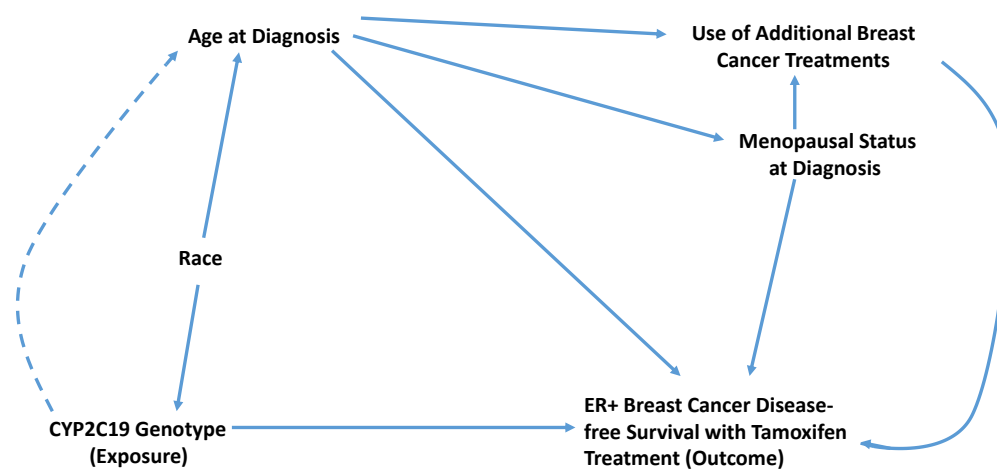 Age at Diagnosis
Use of Additional Breast
Cancer Treatments
Menopausal Status
at Diagnosis
Race
CYP2C19 Genotype
(Exposure)
ER+ Breast Cancer Disease-
free Survival with Tamoxifen
Treatment (Outcome)